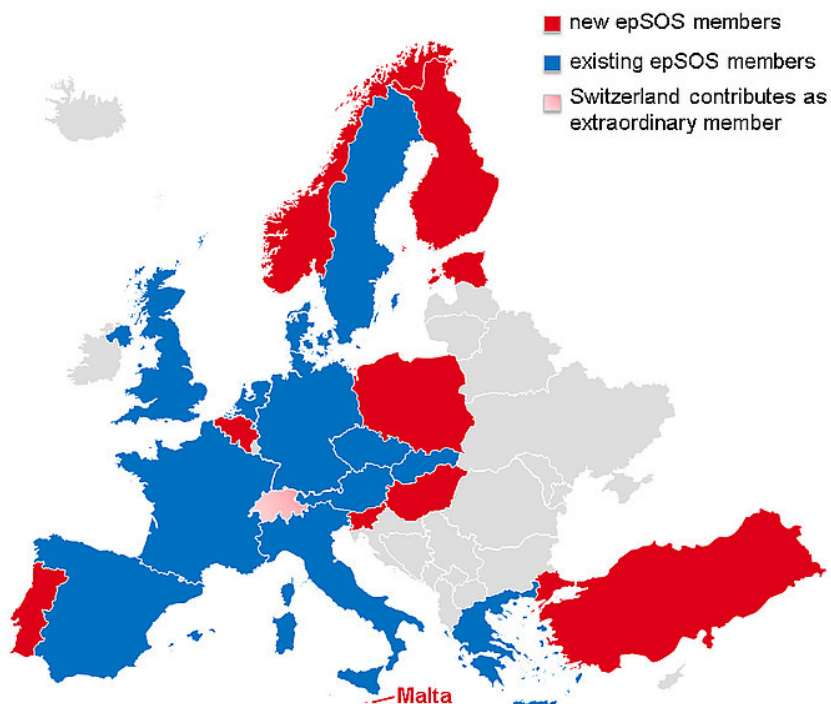 new epSOS members
existing epSOS members
Switzerland contributes as
extraordinary member
Malta